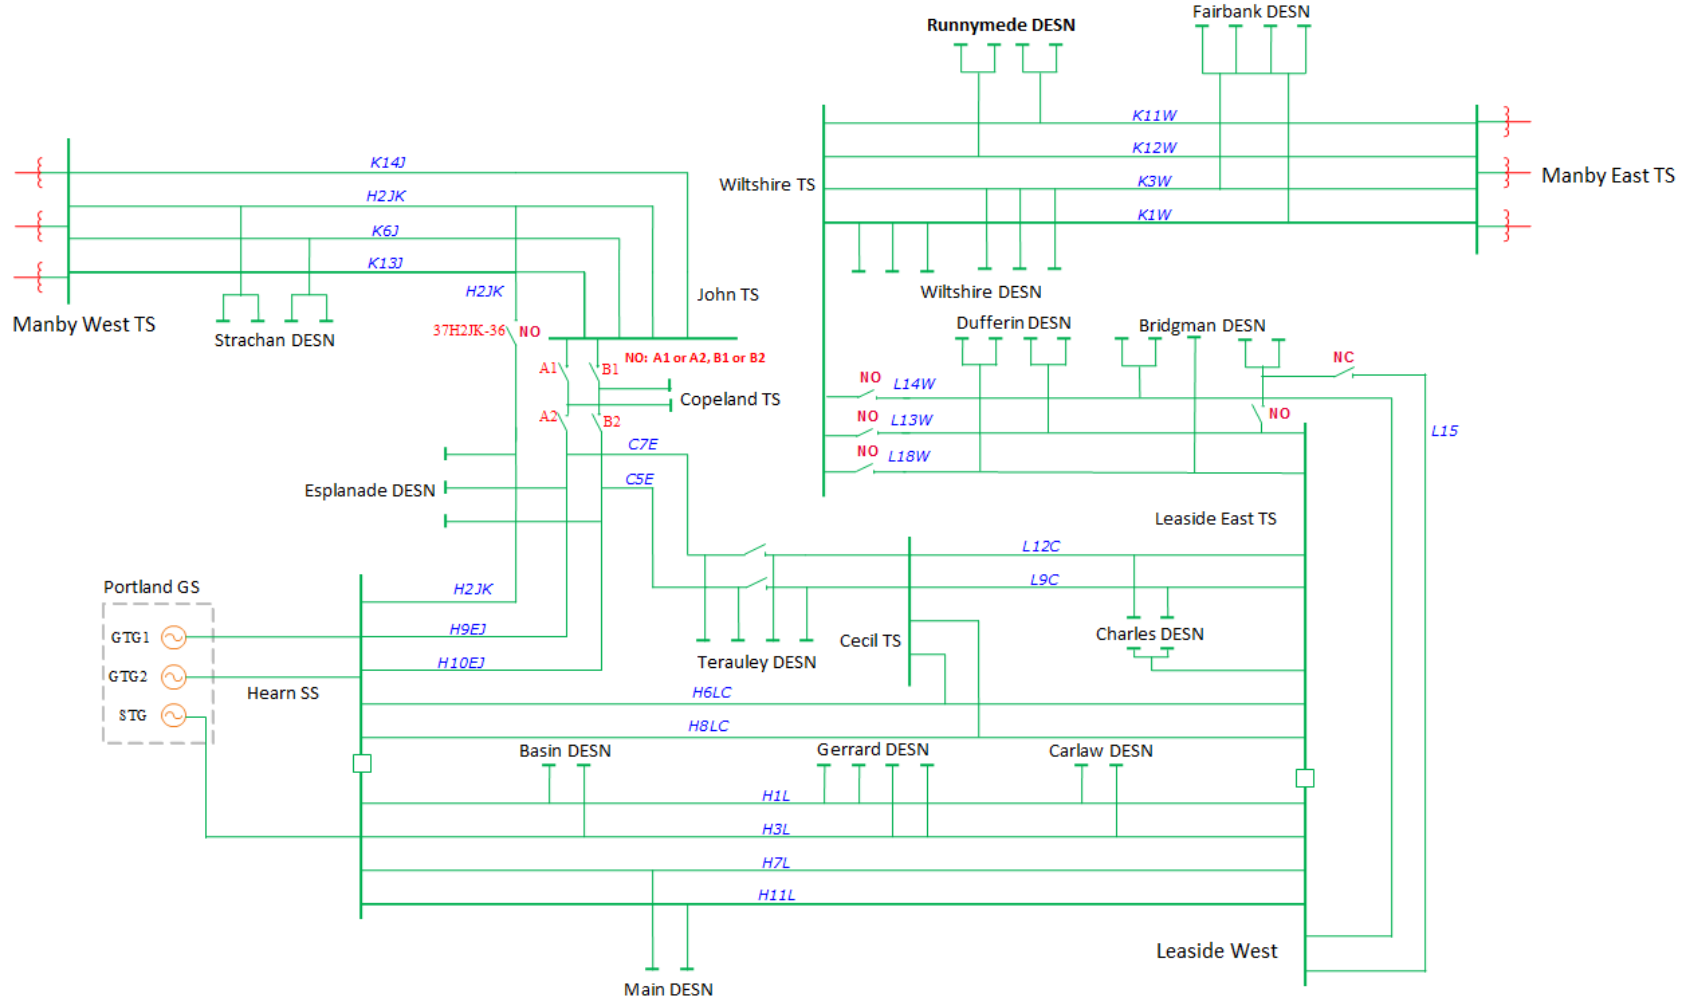 Fairbank DESN
Runnymede DESN
K11W
K12W
K14J
Wiltshire TS
K3W
Manby East TS
H2JK
K1W
K6J
K13J
H2JK
John TS
Wiltshire DESN
Manby West TS
37H2JK-36
NO
Dufferin DESN
Bridgman DESN
Strachan DESN
NO: A1 or A2, B1 or B2
NC
A1
B1
NO
L14W
Copeland TS
A2
B2
NO
L13W
NO
L15
C7E
NO
L18W
C5E
Esplanade DESN
Leaside East TS
L12C
Portland GS
H2JK
L9C
GTG1
H9EJ
Cecil TS
Charles DESN
H10EJ
Terauley DESN
GTG2
Hearn SS
H6LC
STG
H8LC
Basin DESN
Gerrard DESN
Carlaw DESN
H1L
H3L
H7L
H11L
Leaside West
Main DESN